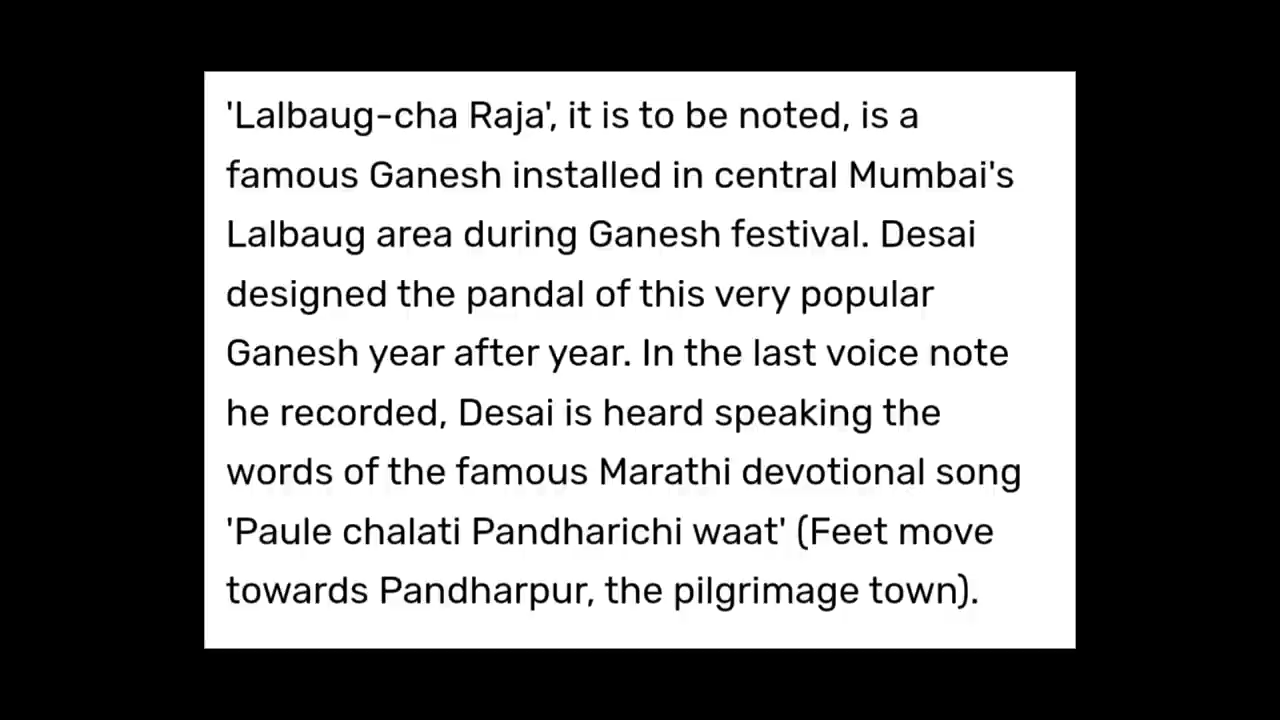 'Lalbaug-cha Raja', it is to be noted, is a
famous Ganesh installed in central Mumbai's
Lalbaug area during Ganesh festival. Desai
designed the pandal of this very popular
Ganesh year after year. In the last voice note
he recorded, Desai is heard speaking the
words of the famous Marathi devotional song
'Paule chalati Pandharichi waat' (Feet move
towards Pandharpur, the pilgrimage town).